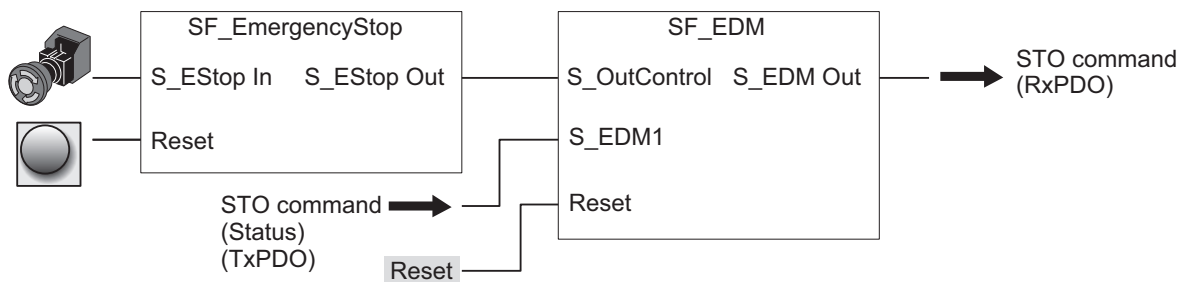 SF_EmergencyStop
S_EStop In
S_EStop Out
Reset
SF_EDM
S_OutControl
S_EDM Out
S_EDM1
Reset
STO command
(RxPDO)
STO command
(Status)
(TxPDO)
Reset